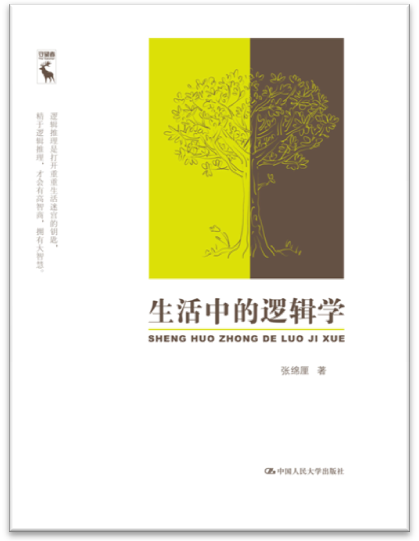 守望者
逻辑推理是打开重重生活迷宫的钥匙，
精于逻辑推理，才会有高智商，拥有大智慧。
生活中的逻辑学
SHENG HUO ZHONG DE LUO JI XUE
张绵厘 著
中国人民大学出版社